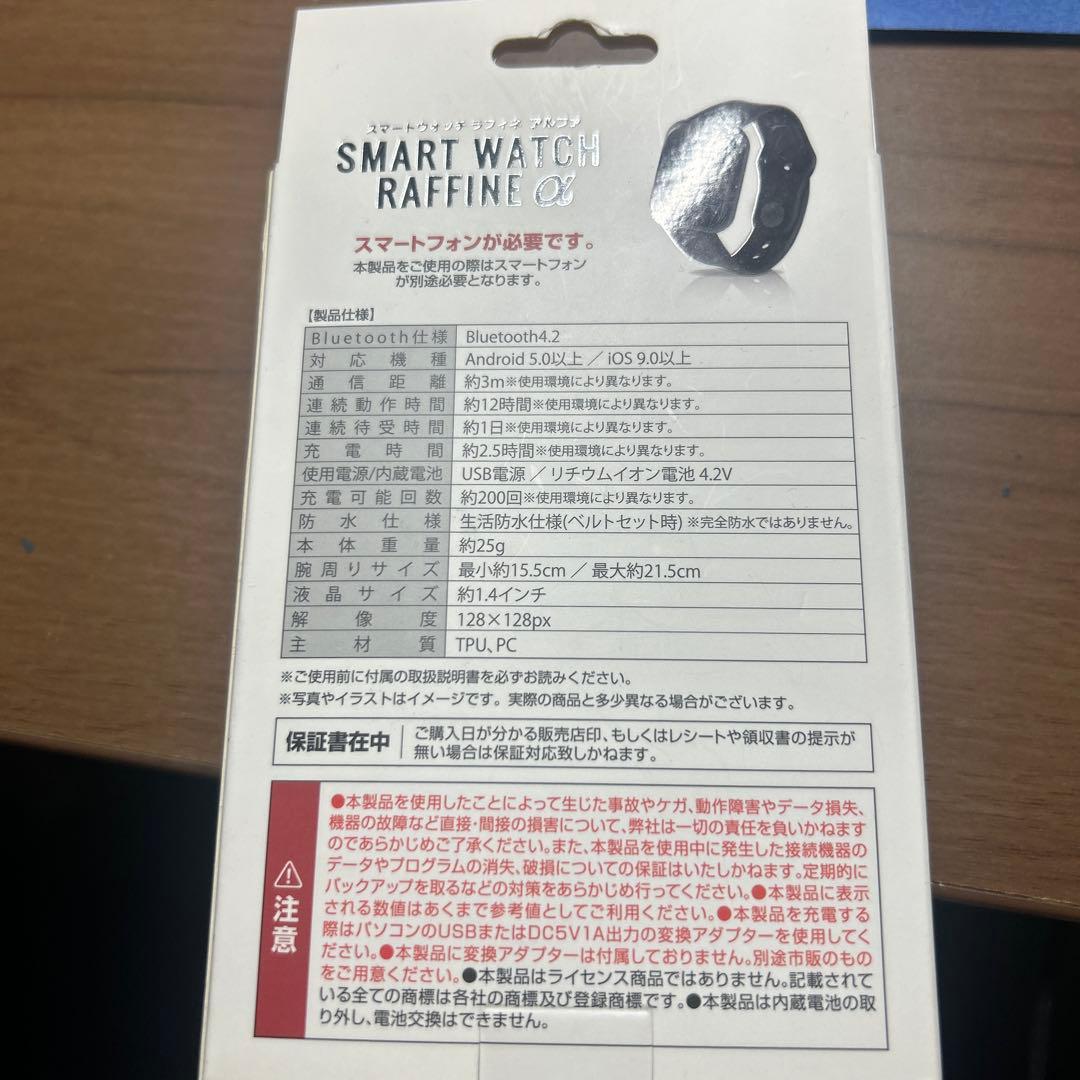 スマートウォッチ ラフィネ アルファ
SMART WATCH
RAFFINE α
スマートフォンが必要です。
本製品をご使用の際はスマートフォン
が別途必要となります。
【製品仕様】
Bluetooth仕様 Bluetooth4.2
対応機種 Android 5.0以上 / iOS 9.0以上
通信距離 約3m※使用環境により異なります。
連続動作時間 約12時間※使用環境により異なります。
連続待受時間 約1日※使用環境により異なります。
充電時間 約2.5時間※使用環境により異なります。
使用電源/内蔵電池 USB電源 / リチウムイオン電池 4.2V
充電可能回数 約200回※使用環境により異なります。
防水仕様 生活防水仕様(ベルトセット時) ※完全防水ではありません。
本体重量 約25g
腕周りサイズ 最小約15.5cm / 最大約21.5cm
液晶サイズ 約1.4インチ
解像度 128×128px
主材質 TPU、PC
※ご使用前に付属の取扱説明書を必ずお読みください。
※写真やイラストはイメージです。実際の商品と多少異なる場合がございます。
保証書在中 ご購入日が分かる販売店印、もしくはレシートや領収書の提示が
無い場合は保証対応致しかねます。
注意
●本製品を使用したことによって生じた事故やケガ、動作障害やデータ損失、
機器の故障など直接・間接の損害について、弊社は一切の責任を負いかねます
のであらかじめご了承ください。また、本製品を使用中に発生した接続機器の
データやプログラムの消失、破損についての保証はいたしかねます。定期的に
バックアップを取るなどの対策をあらかじめ行ってください。●本製品に表示
される数値はあくまで参考値としてご利用ください。●本製品を充電する
際はパソコンのUSBまたはDC5V1A出力の変換アダプターを使用してく
ださい。●本製品に変換アダプターは付属しておりません。別途市販のもの
をご用意ください。●本製品はライセンス商品ではありません。記載されて
いる全ての商標は各社の商標及び登録商標です。●本製品は内蔵電池の取
り外し、電池交換はできません。